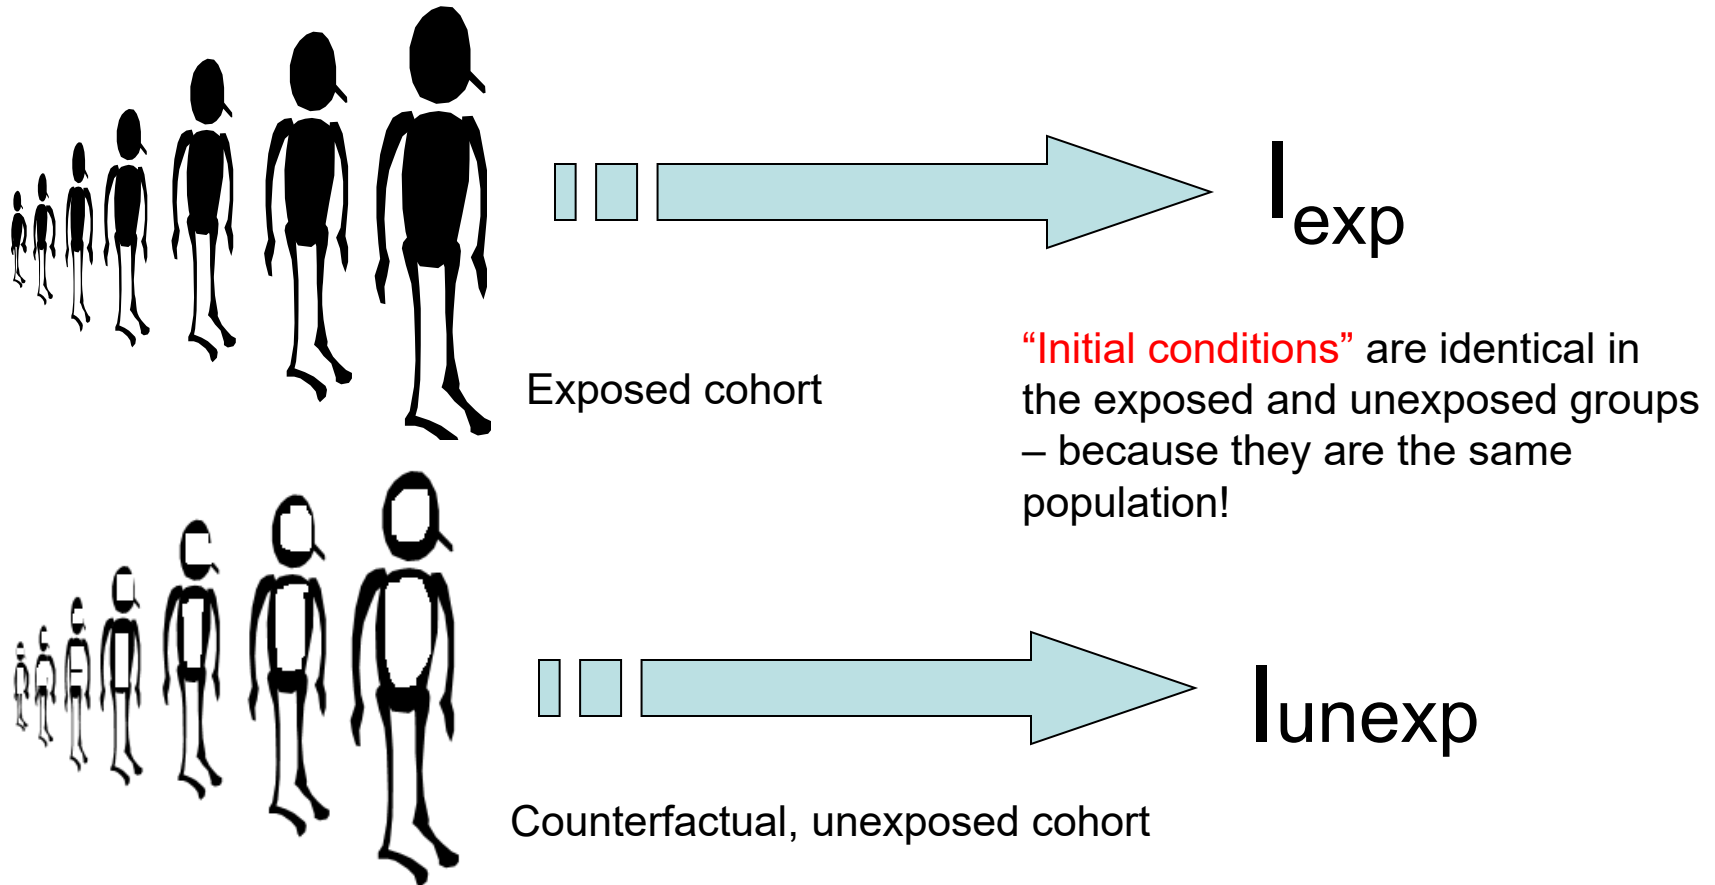 Iexp
“Initial conditions” are identical in
the exposed and unexposed groups
– because they are the same
population!
Exposed cohort
Iunexp
Counterfactual, unexposed cohort